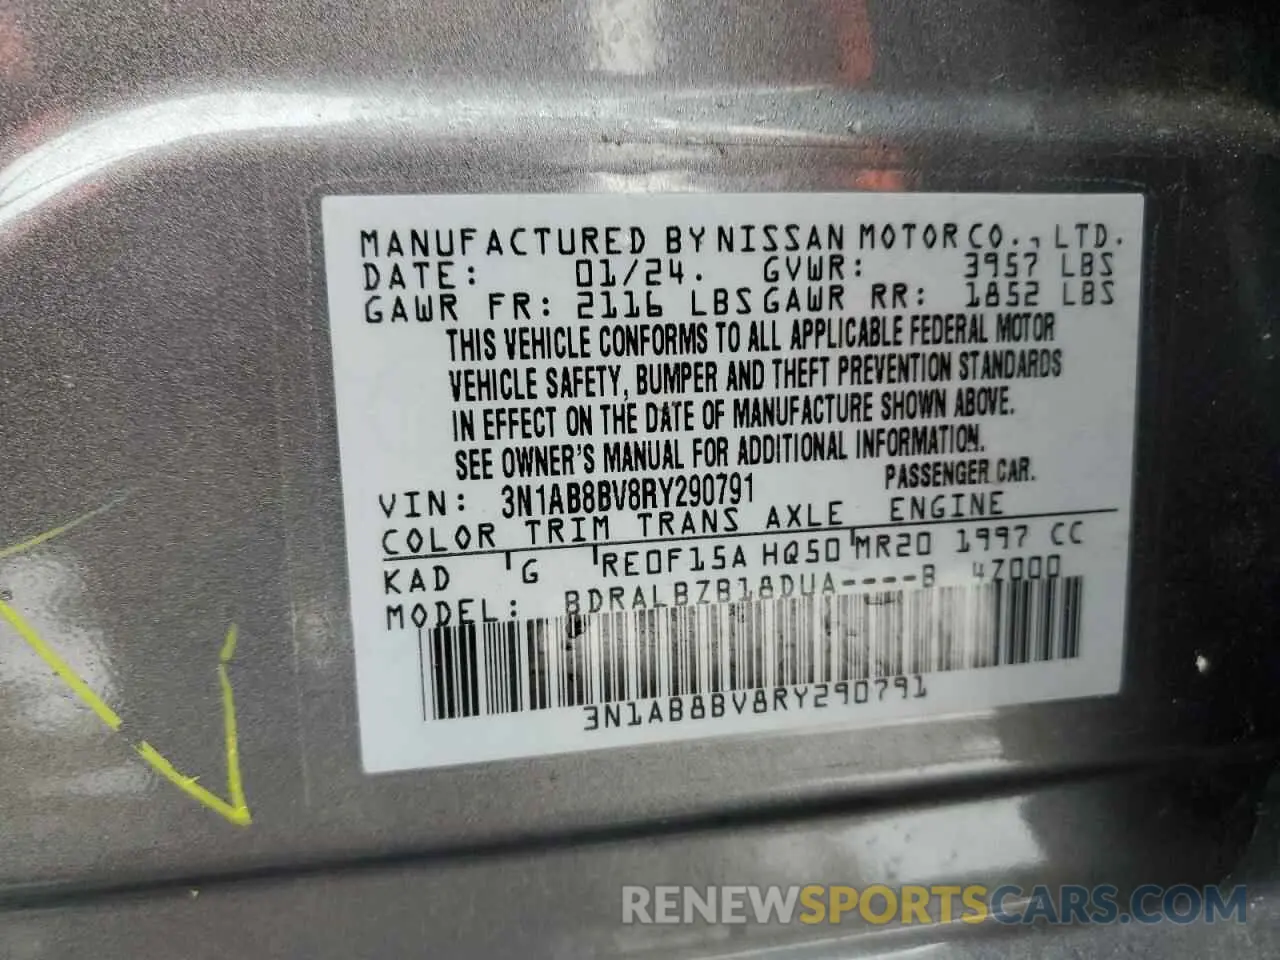 MANUFACTURED BY NISSAN MOTOR CO., LTD.
DATE: 01/24. GVWR: 3957 LBS
GAWR FR: 2116 LBS GAWR RR: 1852 LBS
THIS VEHICLE CONFORMS TO ALL APPLICABLE FEDERAL MOTOR
VEHICLE SAFETY, BUMPER AND THEFT PREVENTION STANDARDS
IN EFFECT ON THE DATE OF MANUFACTURE SHOWN ABOVE.
SEE OWNER'S MANUAL FOR ADDITIONAL INFORMATION.
VIN: 3N1AB8BV8RY290791 PASSENGER CAR.
COLOR TRIM TRANS AXLE ENGINE
KAD G RE0F15A HQ50 MR20 1997 CC
MODEL: BDRALBZB18DUA----B 4Z000
3N1AB8BV8RY290791
RENEWSPORTSCARS.COM